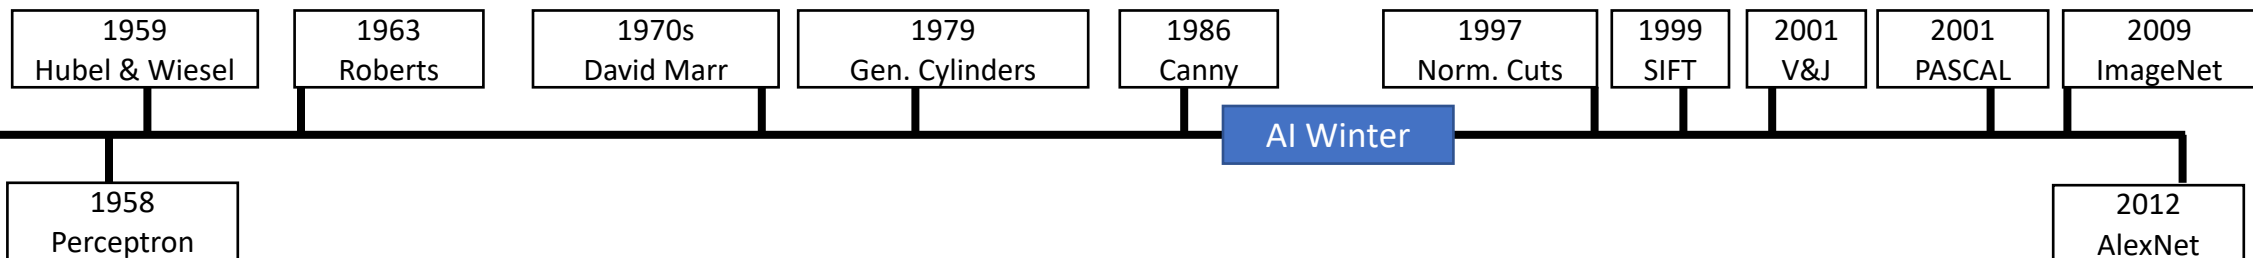 1959
Hubel & Wiesel
1963
Roberts
1970s
David Marr
1979
Gen. Cylinders
1986
Canny
1997
Norm. Cuts
1999
SIFT
2001
V&J
2001
PASCAL
2009
ImageNet
AI Winter
1958
Perceptron
2012
AlexNet